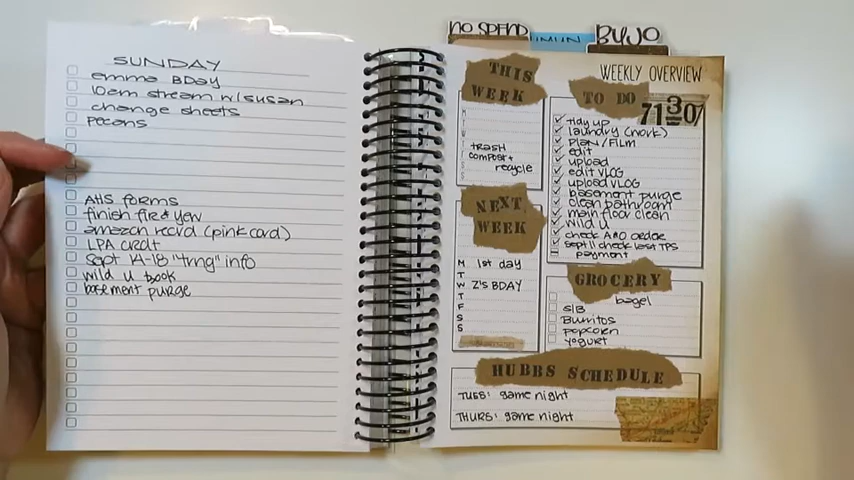 NO SPEND
BUJO
SUNDAY
emma BDay
10am stream w/susan
change sheets
pecans
AHS forms
finish fire & yew
amazon record (pink card)
LPA crdt
Sept 14-18 "trng" info
wild u book
basement purge
THIS
WEEK
M
T
TRASH
compost +
recycle
NEXT
WEEK
M 1st day
T
W Z's BDAY
T
F
S
S
WEEKLY OVERVIEW
TO DO
tidy up
laundry (work)
plan/film
edit
upload
edit VLOG
upload VLOG
basement purge
clean bathroom
main floor clean
wild u
check AMO order
sept 11 check last TPS
payment
GROCERY
bagel
SIB
Burritos
popcorn
yogurt
HUBBS SCHEDULE
TUES: game night
THURS: game night